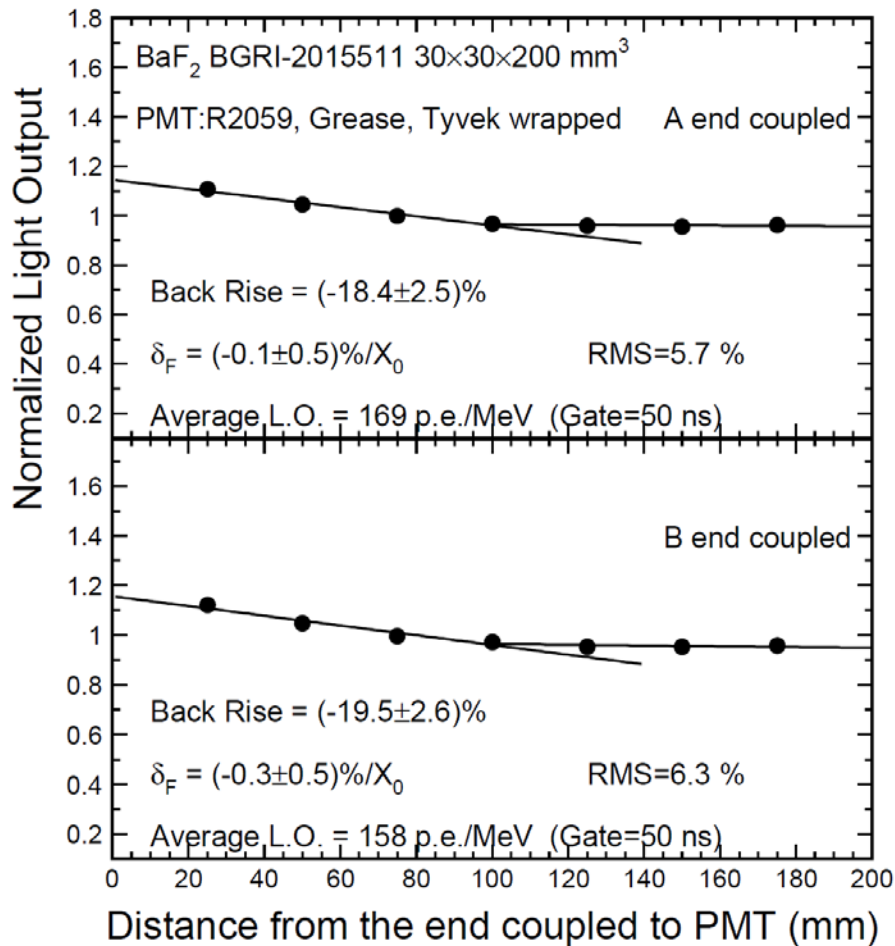 Normalized Light Output
1.8
1.6
1.4
1.2
1
0.8
0.6
0.4
0.2
BaF₂ BGRI-2015511 30×30×200 mm³
PMT:R2059, Grease, Tyvek wrapped A end coupled
Back Rise = (-18.4±2.5)%
δF = (-0.1±0.5)%/X₀ RMS=5.7 %
Average L.O. = 169 p.e./MeV (Gate=50 ns)
1.6
1.4
1.2
1
0.8
0.6
0.4
0.2
B end coupled
Back Rise = (-19.5±2.6)%
δF = (-0.3±0.5)%/X₀ RMS=6.3 %
Average L.O. = 158 p.e./MeV (Gate=50 ns)
0 20 40 60 80 100 120 140 160 180 200
Distance from the end coupled to PMT (mm)